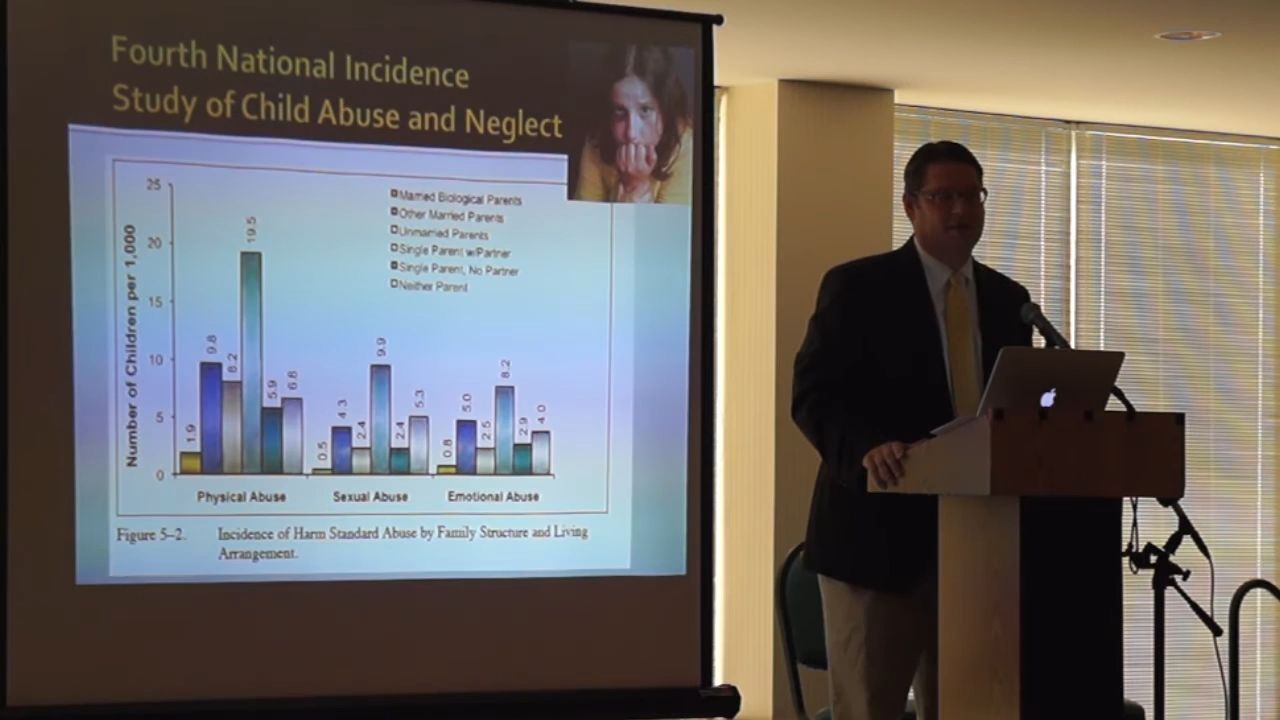 Fourth National Incidence
Study of Child Abuse and Neglect
Number of Children per 1,000
25
20
15
10
5
0
Married Biological Parents
Other Married Parents
Unmarried Parents
Single Parent w/Partner
Single Parent, No Partner
Neither Parent
1.9
9.8
8.2
19.5
5.9
6.8
0.5
4.3
2.4
9.9
2.4
5.3
0.8
5.0
2.5
8.2
2.9
4.0
Physical Abuse
Sexual Abuse
Emotional Abuse
Figure 5–2. Incidence of Harm Standard Abuse by Family Structure and Living
Arrangement.